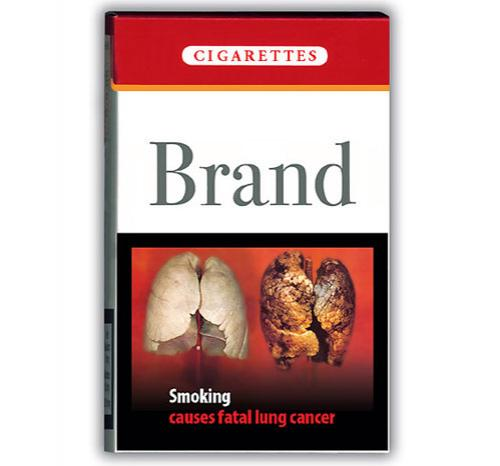 CIGARETTES
Brand
Smoking
causes fatal lung cancer